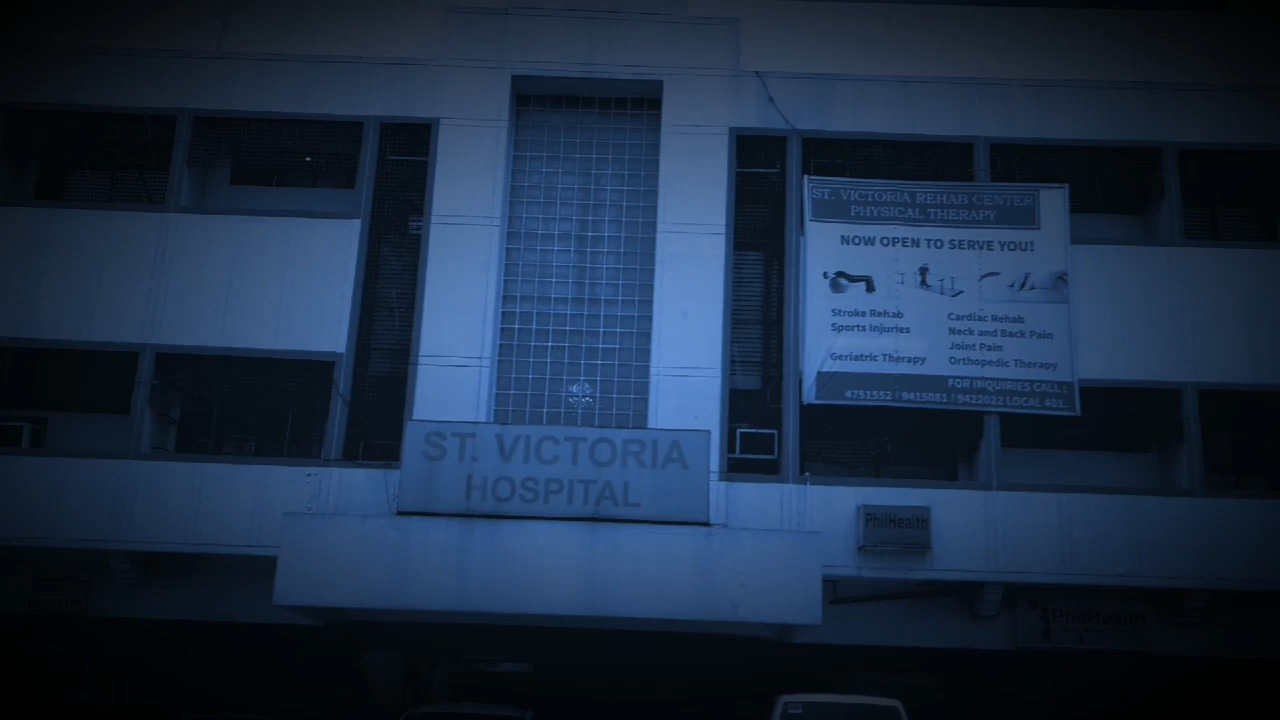 ST. VICTORIA REHAB CENTER
PHYSICAL THERAPY
NOW OPEN TO SERVE YOU!
Stroke Rehab
Sports Injuries
Geriatric Therapy
Cardiac Rehab
Neck and Back Pain
Joint Pain
Orthopedic Therapy
FOR INQUIRIES CALL :
4751552 / 9415081 / 9422022 LOCAL 401
ST. VICTORIA
HOSPITAL
PhilHealth
PhilHealth